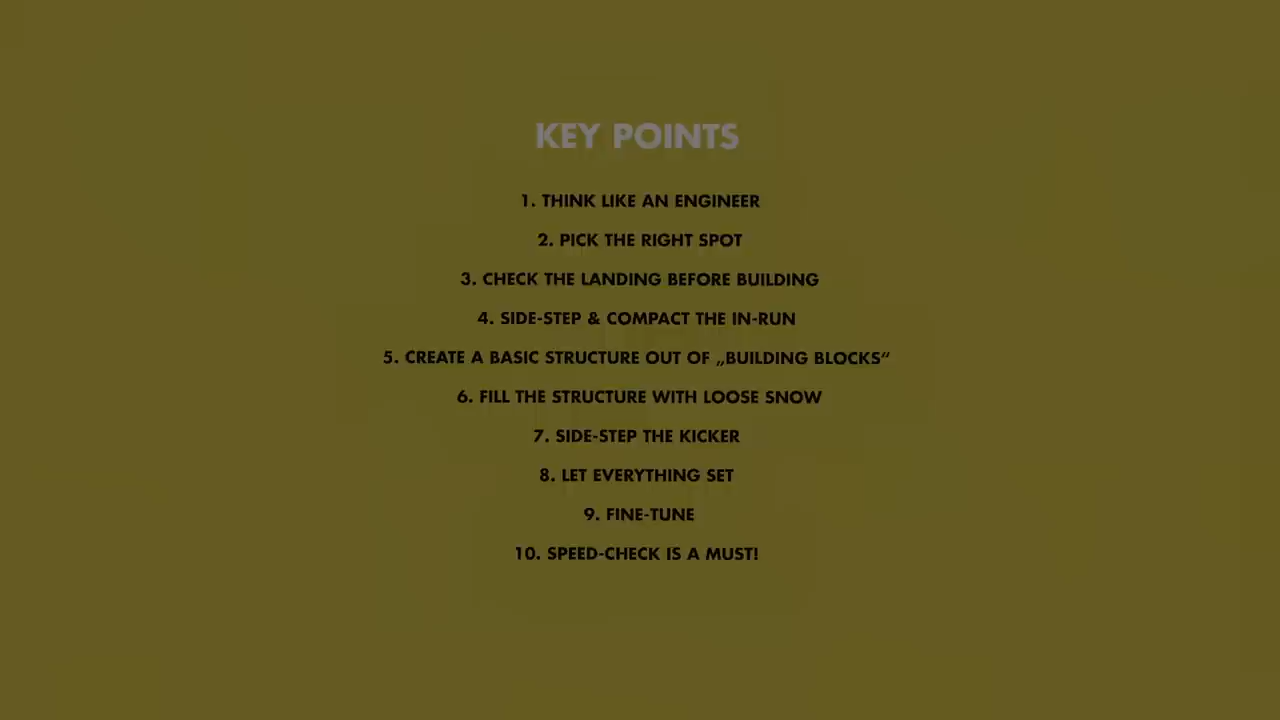 KEY POINTS
1. THINK LIKE AN ENGINEER
2. PICK THE RIGHT SPOT
3. CHECK THE LANDING BEFORE BUILDING
4. SIDE-STEP & COMPACT THE IN-RUN
5. CREATE A BASIC STRUCTURE OUT OF „BUILDING BLOCKS“
6. FILL THE STRUCTURE WITH LOOSE SNOW
7. SIDE-STEP THE KICKER
8. LET EVERYTHING SET
9. FINE-TUNE
10. SPEED-CHECK IS A MUST!